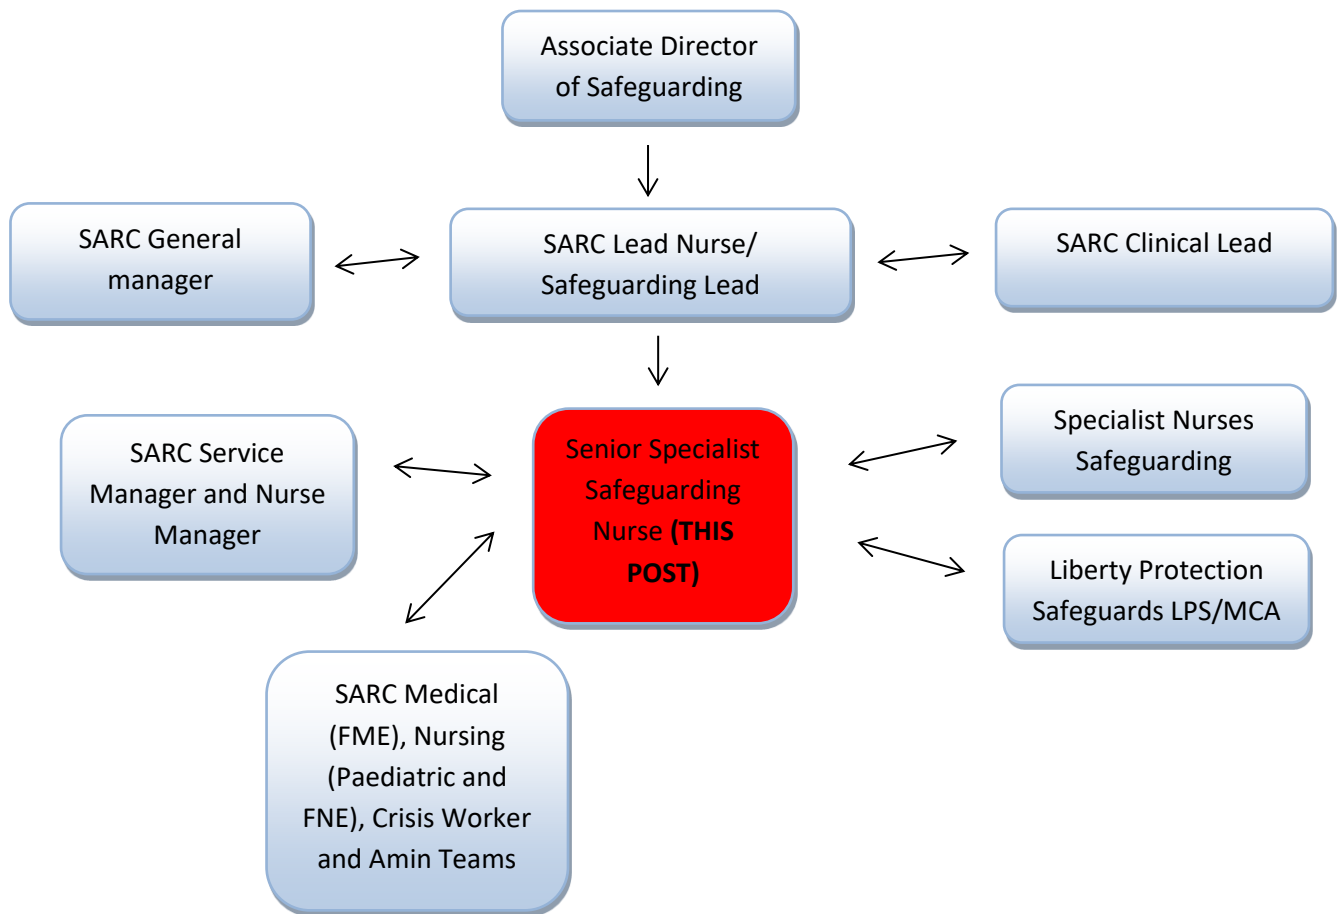 Associate Director
of Safeguarding
SARC General
manager
SARC Lead Nurse/
Safeguarding Lead
SARC Clinical Lead
SARC Service
Manager and Nurse
Manager
Senior Specialist
Safeguarding
Nurse (THIS
POST)
Specialist Nurses
Safeguarding
Liberty Protection
Safeguards LPS/MCA
SARC Medical
(FME), Nursing
(Paediatric and
FNE), Crisis Worker
and Amin Teams